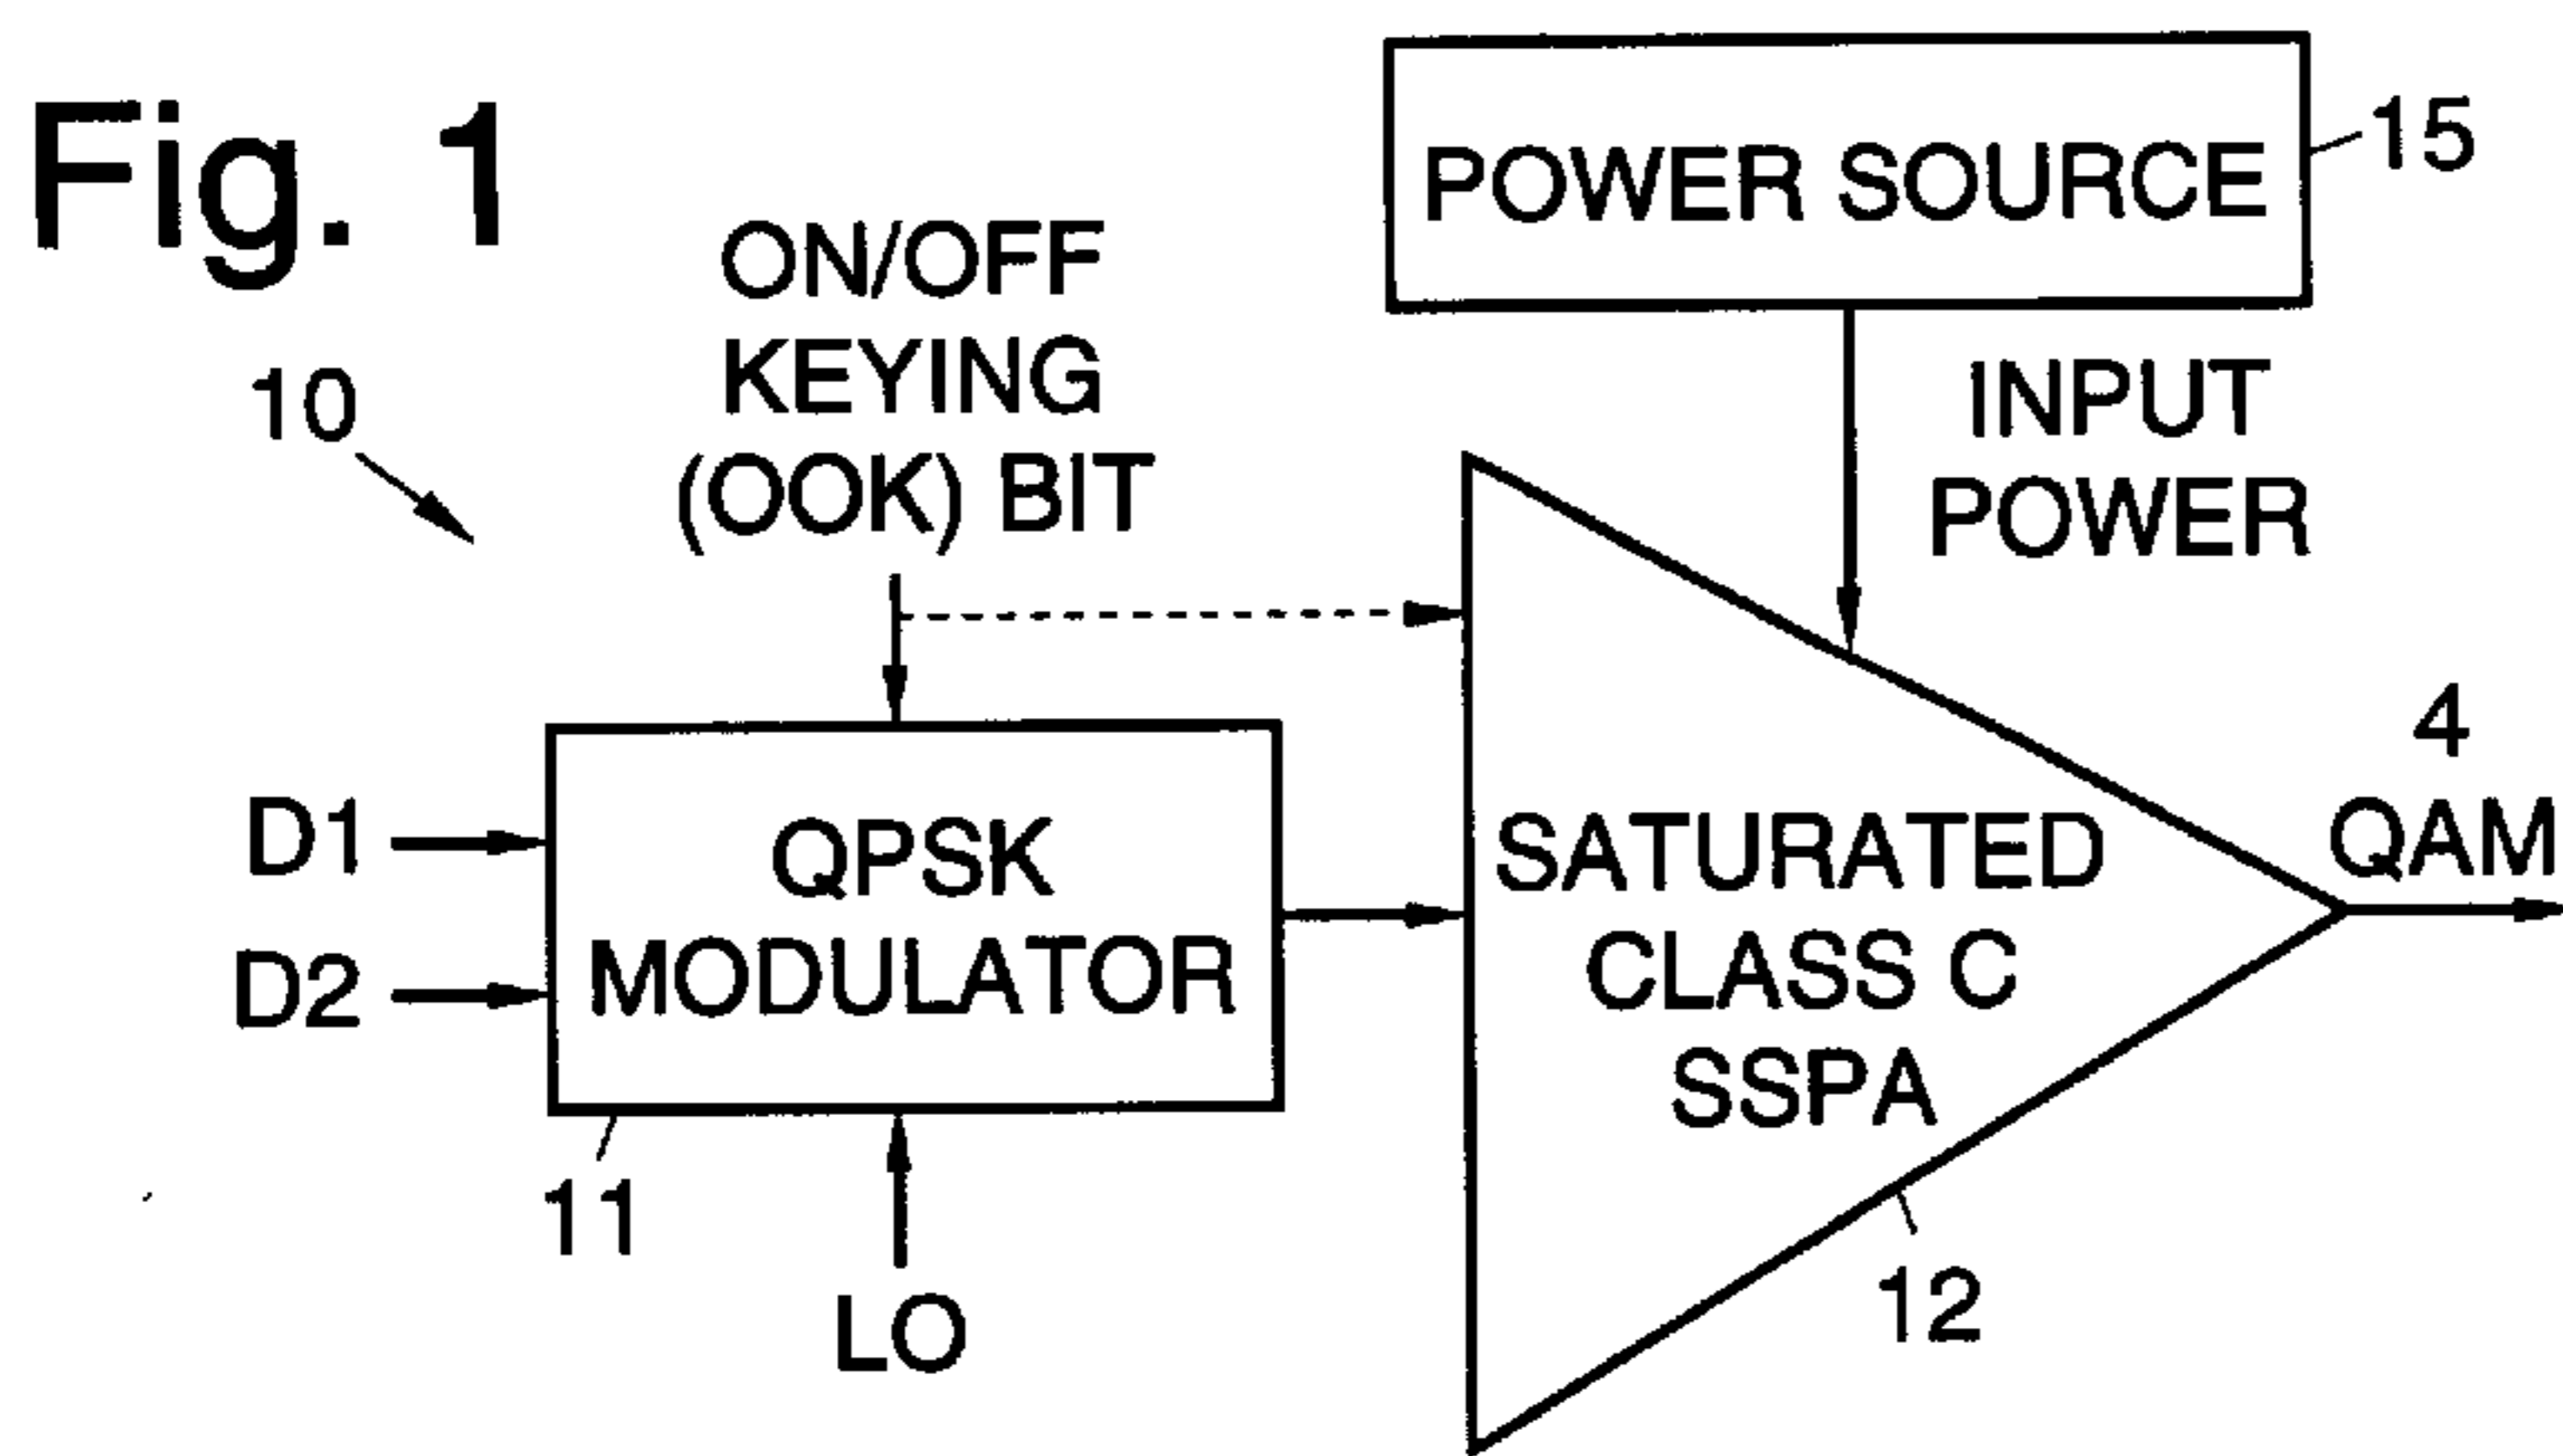 Fig. 1
POWER SOURCE
15
ON/OFF
KEYING
(OOK) BIT
10
INPUT
POWER
D1
D2
QPSK
MODULATOR
11
LO
SATURATED
CLASS C
SSPA
12
4
QAM